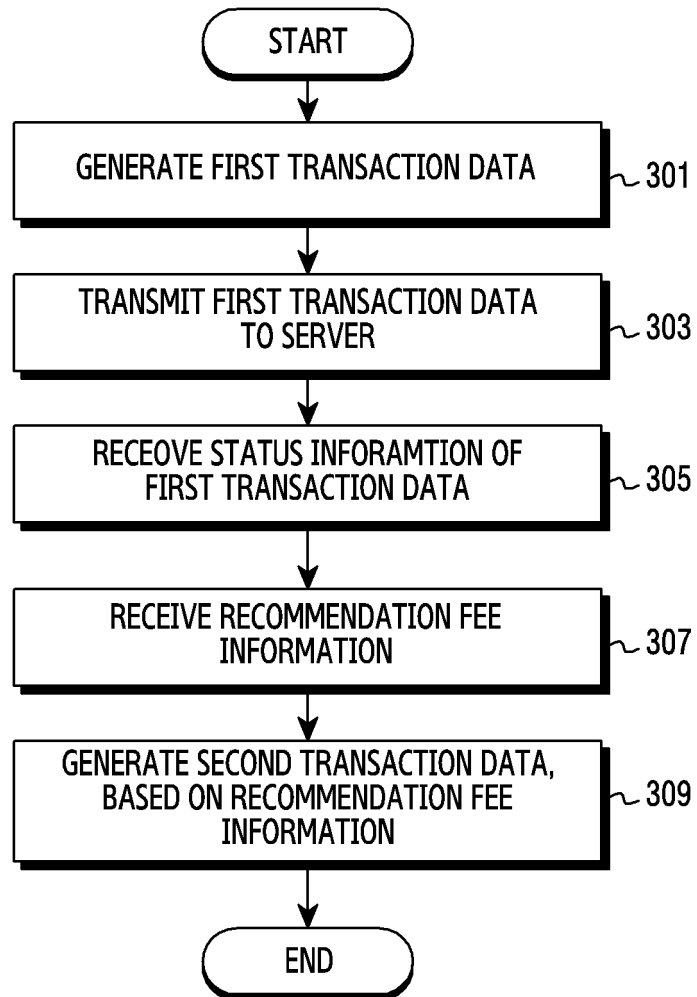 START
GENERATE FIRST TRANSACTION DATA
301
TRANSMIT FIRST TRANSACTION DATA
TO SERVER
303
RECEOVE STATUS INFORAMTION OF
FIRST TRANSACTION DATA
305
RECEIVE RECOMMENDATION FEE
INFORMATION
307
GENERATE SECOND TRANSACTION DATA,
BASED ON RECOMMENDATION FEE
INFORMATION
309
END